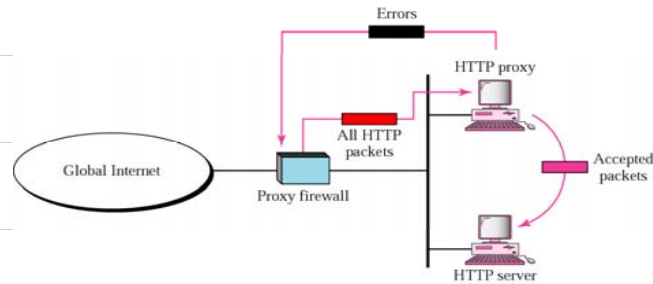 Errors
HTTP proxy
All HTTP
packets
Accepted
packets
Global Internet
Proxy firewall
HTTP server